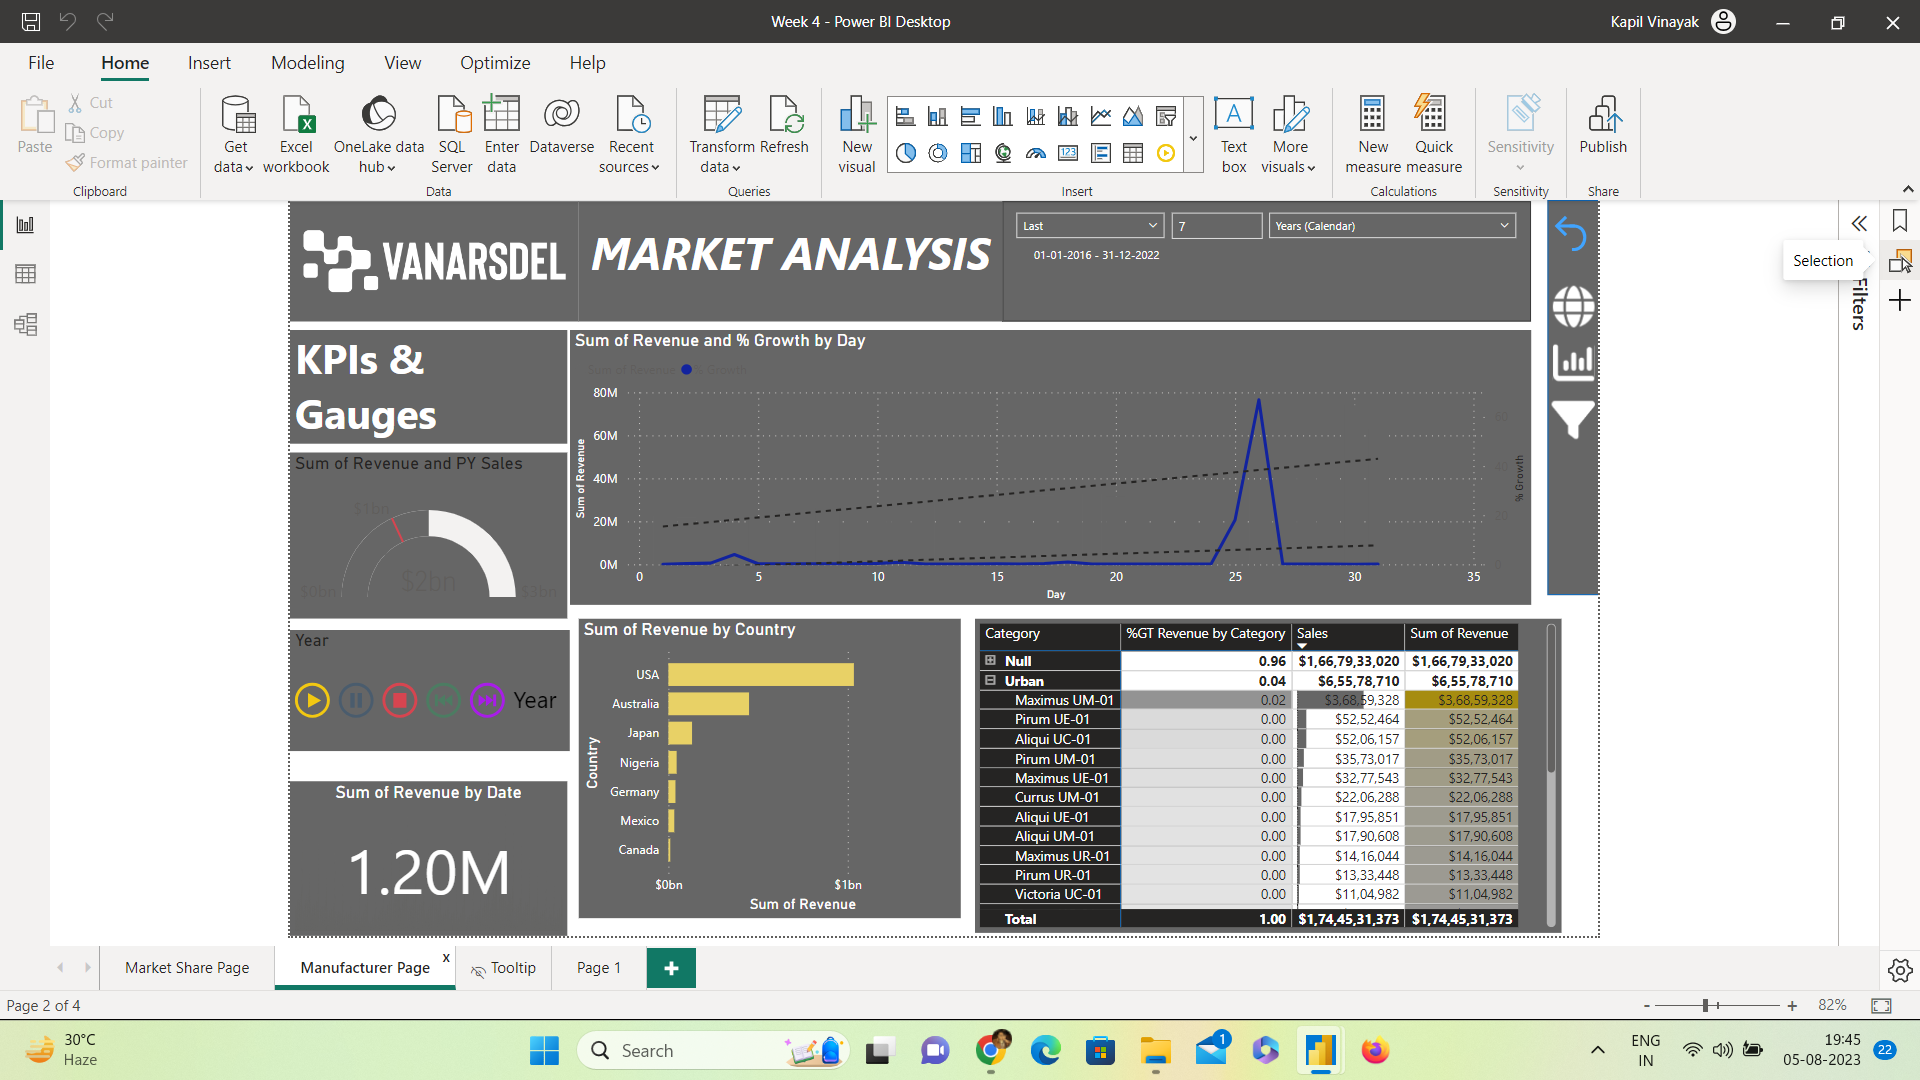 Week 4 - Power BI Desktop
Kapil Vinayak
File Home Insert Modeling View Optimize Help
Paste
Cut
Copy
Format painter
Clipboard
Get data
Excel workbook
OneLake data hub
SQL Server
Enter data
Dataverse
Recent sources
Data
Transform data
Refresh
Queries
New visual
123
Text box
More visuals
Insert
New measure
Quick measure
Calculations
Sensitivity
Sensitivity
Publish
Share
VANARSDEL
MARKET ANALYSIS
Last
7
Years (Calendar)
01-01-2016 - 31-12-2022
Selection
Filters
KPIs &
Gauges
Sum of Revenue and % Growth by Day
Sum of Revenue % Growth
80M
60M
40M
20M
0M
0 5 10 15 20 25 30 35
Day
Sum of Revenue
% Growth
Sum of Revenue and PY Sales
$1bn
$0bn
$2bn
$3bn
Year
Year
Sum of Revenue by Date
1.20M
Sum of Revenue by Country
Country
USA
Australia
Japan
Nigeria
Germany
Mexico
Canada
$0bn $1bn
Sum of Revenue
Category %GT Revenue by Category Sales Sum of Revenue
Null 0.96 $1,66,79,33,020 $1,66,79,33,020
Urban 0.04 $6,55,78,710 $6,55,78,710
Maximus UM-01 0.02 $3,68,59,328 $3,68,59,328
Pirum UE-01 0.00 $52,52,464 $52,52,464
Aliqui UC-01 0.00 $52,06,157 $52,06,157
Pirum UM-01 0.00 $35,73,017 $35,73,017
Maximus UE-01 0.00 $32,77,543 $32,77,543
Currus UM-01 0.00 $22,06,288 $22,06,288
Aliqui UE-01 0.00 $17,95,851 $17,95,851
Aliqui UM-01 0.00 $17,90,608 $17,90,608
Maximus UR-01 0.00 $14,16,044 $14,16,044
Pirum UR-01 0.00 $13,33,448 $13,33,448
Victoria UC-01 0.00 $11,04,982 $11,04,982
Total 1.00 $1,74,45,31,373 $1,74,45,31,373
Market Share Page
Manufacturer Page x
Tooltip
Page 1
+
Page 2 of 4
- + 82%
30°C
Haze
Search
1
ENG
IN
19:45
05-08-2023
22